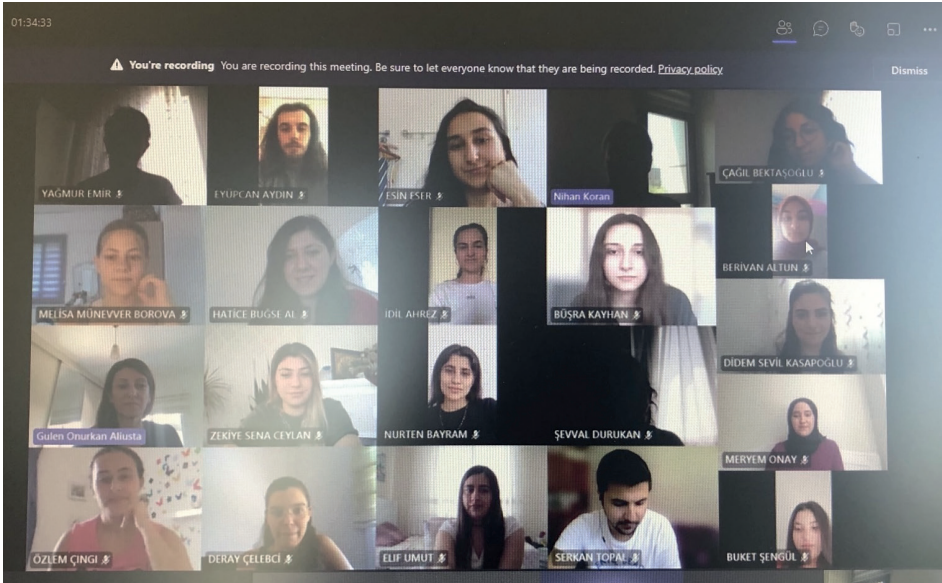 01:34:33
You're recording You are recording this meeting. Be sure to let everyone know that they are being recorded. Privacy policy
Dismiss
YAĞMUR EMİR
EYÜPCAN AYDIN
ESİN ESER
Nihan Koran
ÇAĞIL BEKTAŞOĞLU
BERİVAN ALTUN
MELİSA MÜNEVVER BOROVA
HATİCE BUĞSE AL
İDİL AHREZ
BÜŞRA KAYHAN
DİDEM SEVİL KASAPOĞLU
Gulen Onurkan Aliusta
ZEKİYE SENA CEYLAN
NURTEN BAYRAM
ŞEVVAL DURUKAN
MERYEM ONAY
ÖZLEM ÇINGI
DERAY ÇELEBCİ
ELIF UMUT
SERKAN TOPAL
BUKET ŞENGÜL